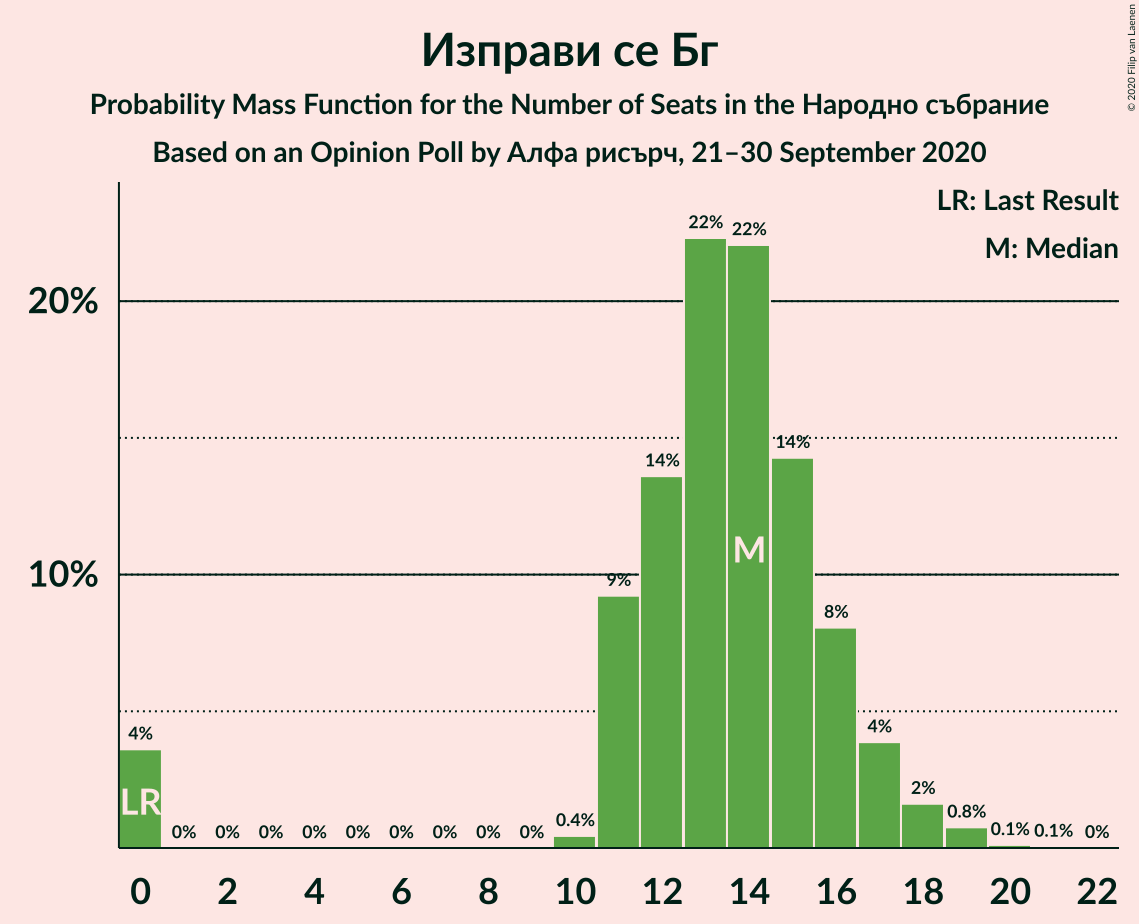 Изправи се Бг
Probability Mass Function for the Number of Seats in the Народно събрание
Based on an Opinion Poll by Алфа рисърч, 21–30 September 2020
© 2020 Filip van Laenen
LR: Last Result
M: Median
22% 22%
20%
14%
14%
M
10%
9%
8%
4%
4%
LR
2%
0% 0% 0% 0% 0% 0% 0% 0% 0% 0.4% 0.8% 0.1% 0.1% 0%
0 2 4 6 8 10 12 14 16 18 20 22